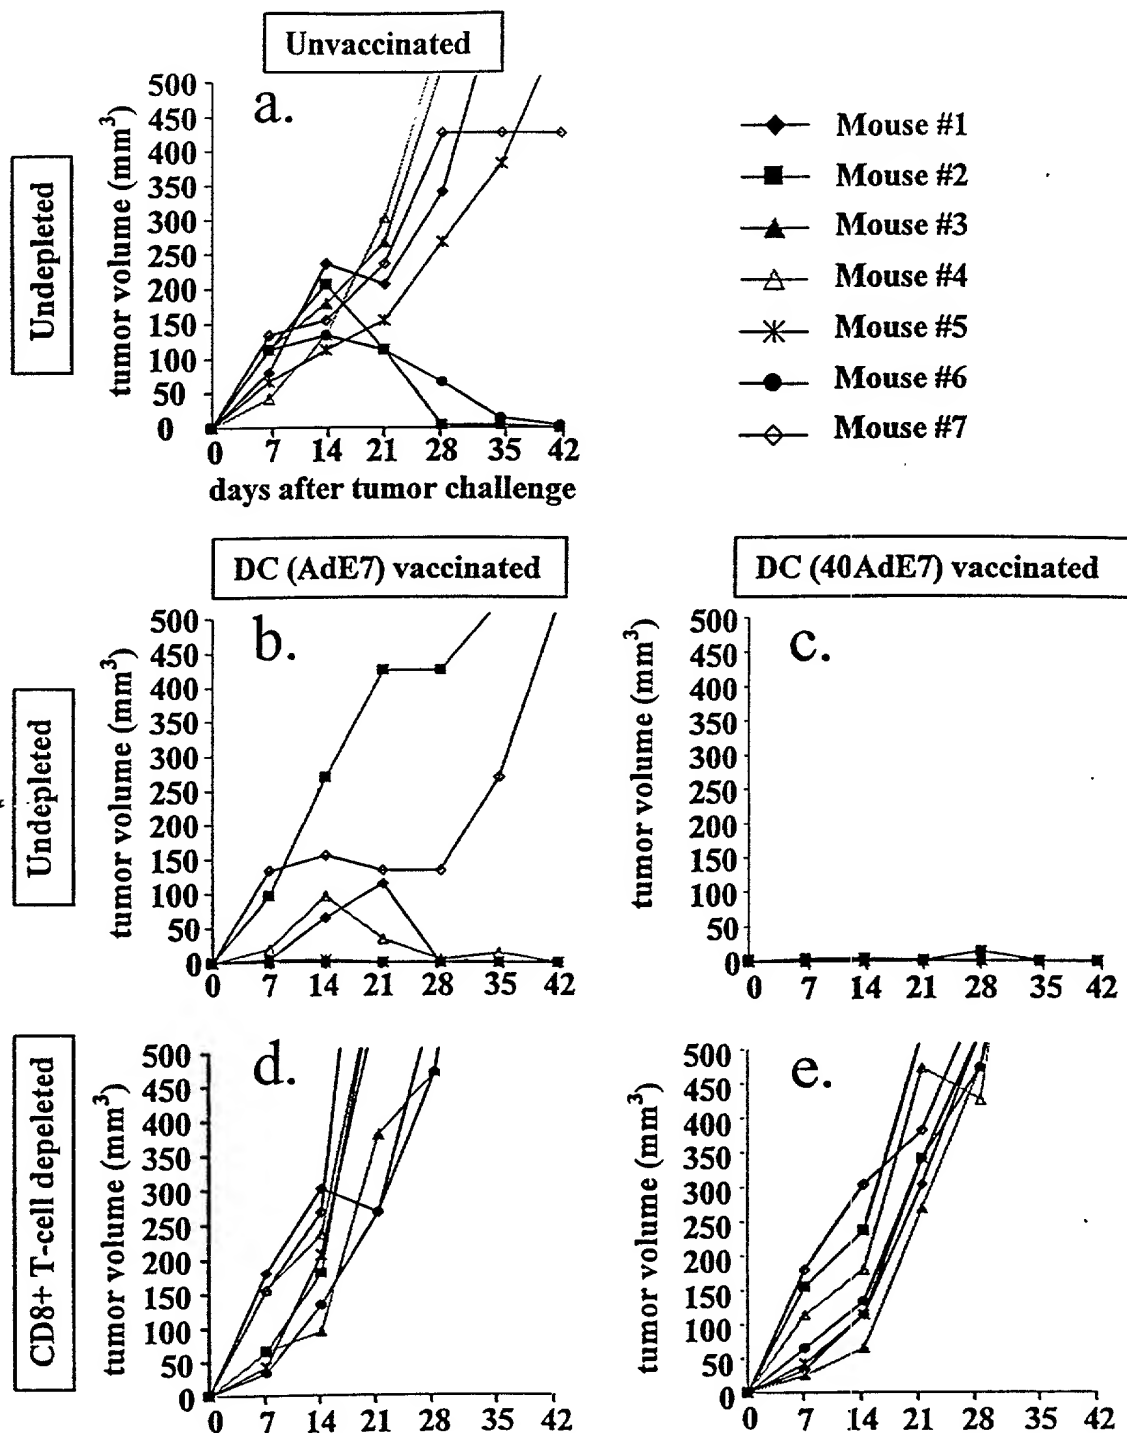 Unvaccinated
Undepleted
a.
tumor volume (mm³)
500
450
400
350
300
250
200
150
100
50
0
0 7 14 21 28 35 42
days after tumor challenge
Mouse #1
Mouse #2
Mouse #3
Mouse #4
Mouse #5
Mouse #6
Mouse #7
DC (AdE7) vaccinated
Undepleted
b.
tumor volume (mm³)
500
450
400
350
300
250
200
150
100
50
0
0 7 14 21 28 35 42
DC (40AdE7) vaccinated
c.
tumor volume (mm³)
500
450
400
350
300
250
200
150
100
50
0
0 7 14 21 28 35 42
CD8+ T-cell depeleted
d.
tumor volume (mm³)
500
450
400
350
300
250
200
150
100
50
0
0 7 14 21 28 35 42
e.
tumor volume (mm³)
500
450
400
350
300
250
200
150
100
50
0
0 7 14 21 28 35 42